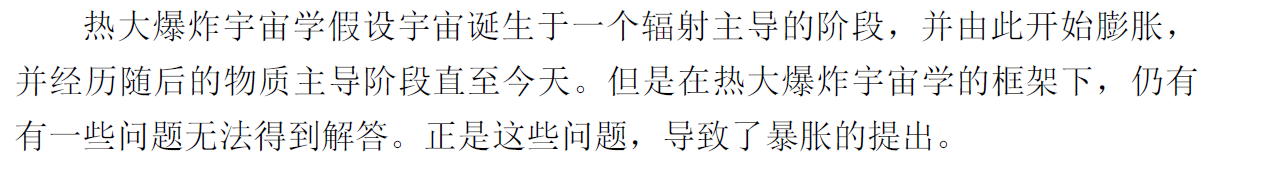 热大爆炸宇宙学假设宇宙诞生于一个辐射主导的阶段，并由此开始膨胀，
并经历随后的物质主导阶段直至今天。但是在热大爆炸宇宙学的框架下，仍有
有一些问题无法得到解答。正是这些问题，导致了暴胀的提出。